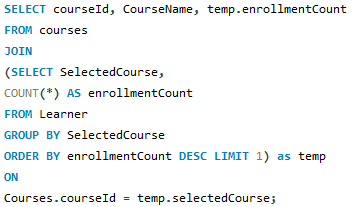 SELECT courseId, CourseName, temp.enrollmentCount
FROM courses
JOIN
(SELECT SelectedCourse,
COUNT(*) AS enrollmentCount
FROM Learner
GROUP BY SelectedCourse
ORDER BY enrollmentCount DESC LIMIT 1) as temp
ON
Courses.courseId = temp.selectedCourse;